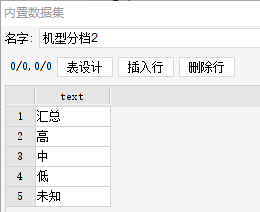 内置数据集
名字: 机型分档2
0/0,0/0 表设计 插入行 删除行
text
1 汇总
2 高
3 中
4 低
5 未知